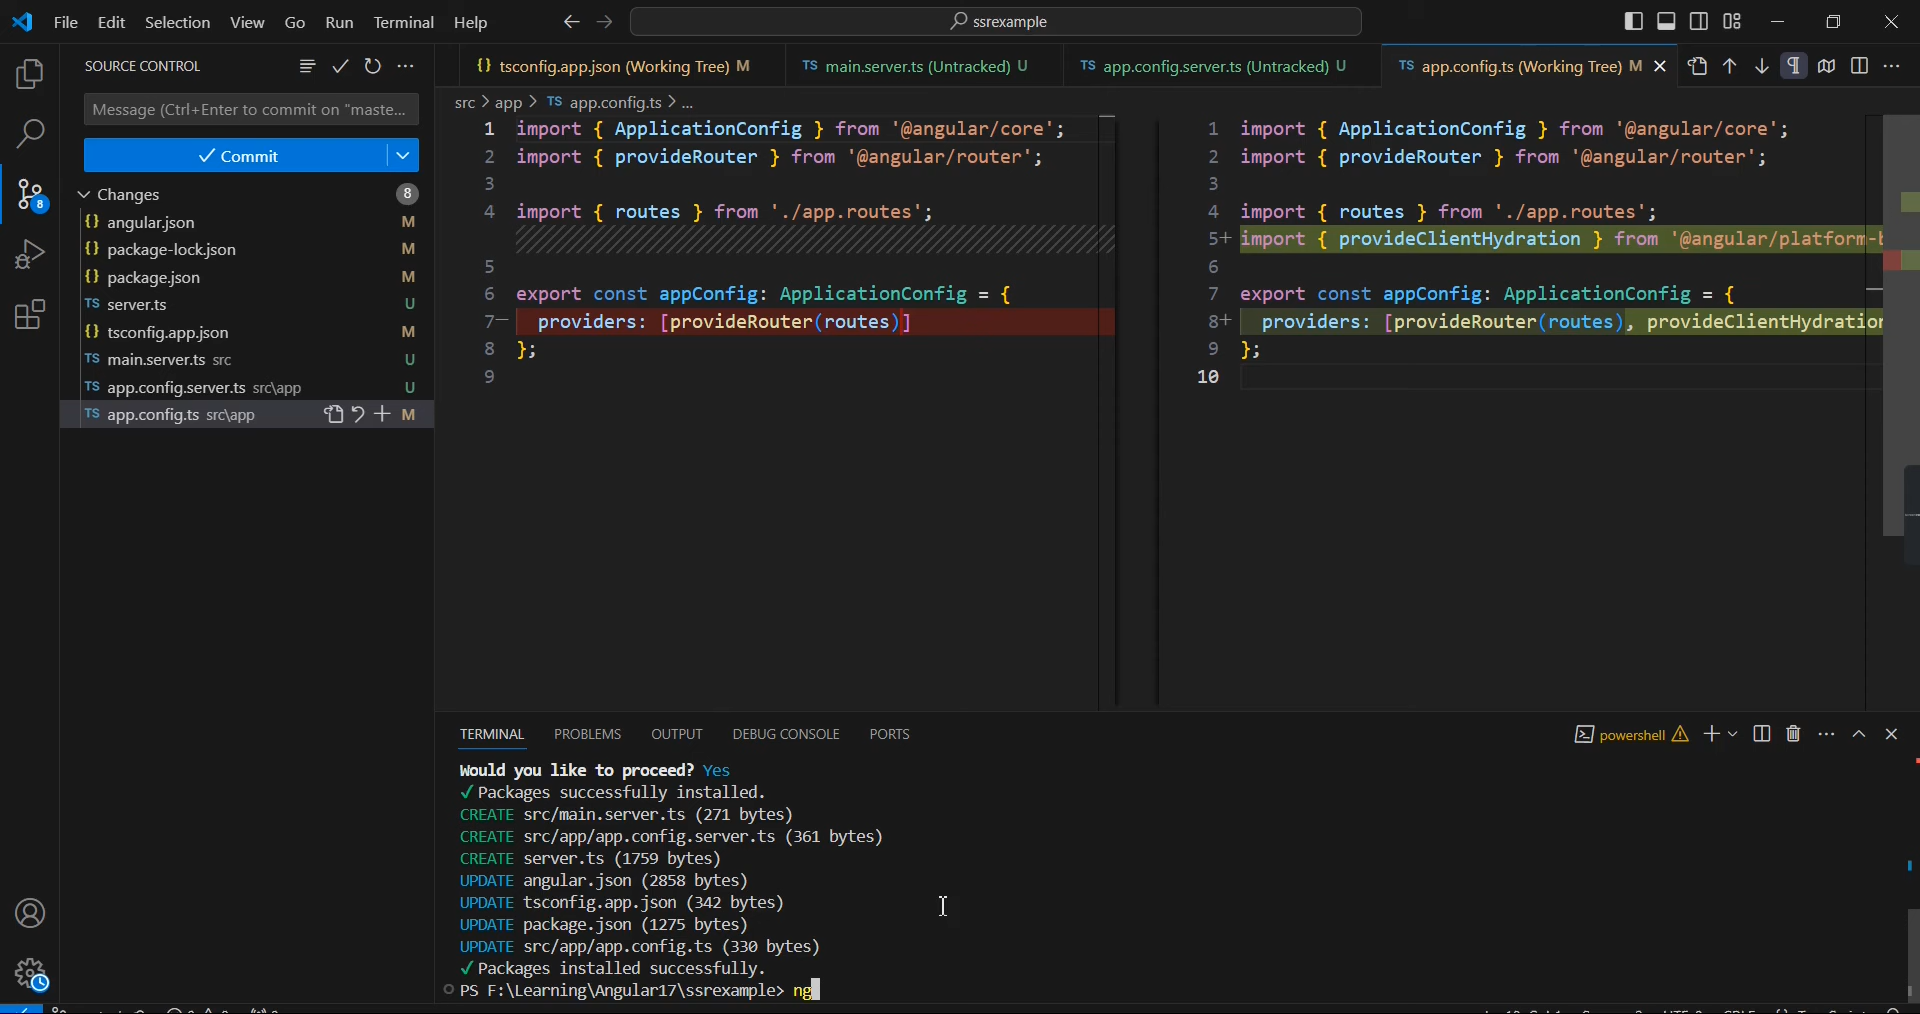 File Edit Selection View Go Run Terminal Help
ssrexample
SOURCE CONTROL
Message (Ctrl+Enter to commit on "maste...
Commit
Changes 8
angular.json M
package-lock.json M
package.json M
TS server.ts U
tsconfig.app.json M
TS main.server.ts src U
TS app.config.server.ts src\app U
TS app.config.ts src\app M
8
{} tsconfig.app.json (Working Tree) M
TS main.server.ts (Untracked) U
TS app.config.server.ts (Untracked) U
TS app.config.ts (Working Tree) M
src > app > TS app.config.ts > ...
1 import { ApplicationConfig } from '@angular/core';
2 import { provideRouter } from '@angular/router';
3
4 import { routes } from './app.routes';
5
6 export const appConfig: ApplicationConfig = {
7— providers: [provideRouter(routes)]
8 };
9
1 import { ApplicationConfig } from '@angular/core';
2 import { provideRouter } from '@angular/router';
3
4 import { routes } from './app.routes';
5+ import { provideClientHydration } from '@angular/platform-
6
7 export const appConfig: ApplicationConfig = {
8+ providers: [provideRouter(routes), provideClientHydration
9 };
10
TERMINAL PROBLEMS OUTPUT DEBUG CONSOLE PORTS
powershell
Would you like to proceed? Yes
✓ Packages successfully installed.
CREATE src/main.server.ts (271 bytes)
CREATE src/app/app.config.server.ts (361 bytes)
CREATE server.ts (1759 bytes)
UPDATE angular.json (2858 bytes)
UPDATE tsconfig.app.json (342 bytes)
UPDATE package.json (1275 bytes)
UPDATE src/app/app.config.ts (330 bytes)
✓ Packages installed successfully.
PS F:\Learning\Angular17\ssrexample> ng